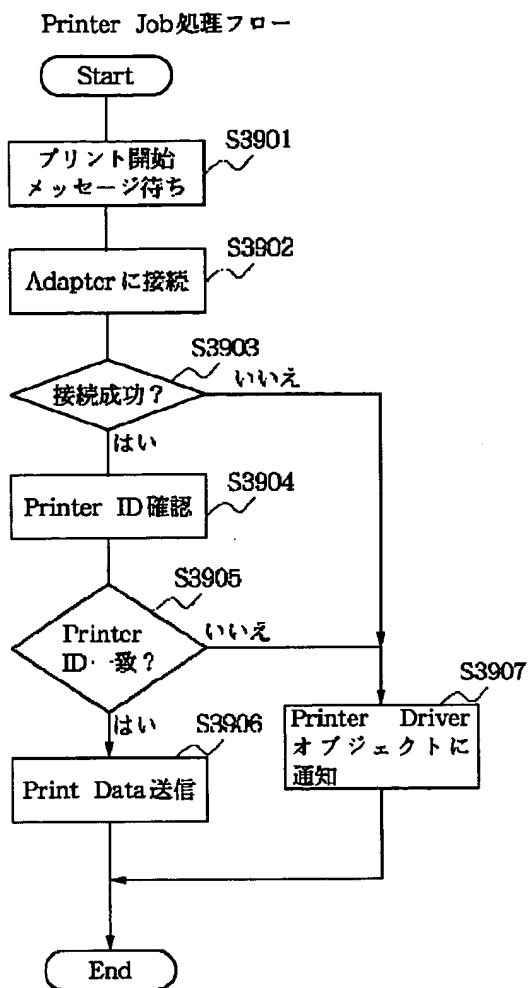 Printer Job処理フロー
Start
S3901
プリント開始
メッセージ待ち
S3902
Adapterに接続
S3903
接続成功？
いいえ
はい
S3904
Printer ID確認
S3905
Printer
ID一致？
いいえ
はい
S3906
Print Data送信
S3907
Printer Driver
オブジェクトに
通知
End